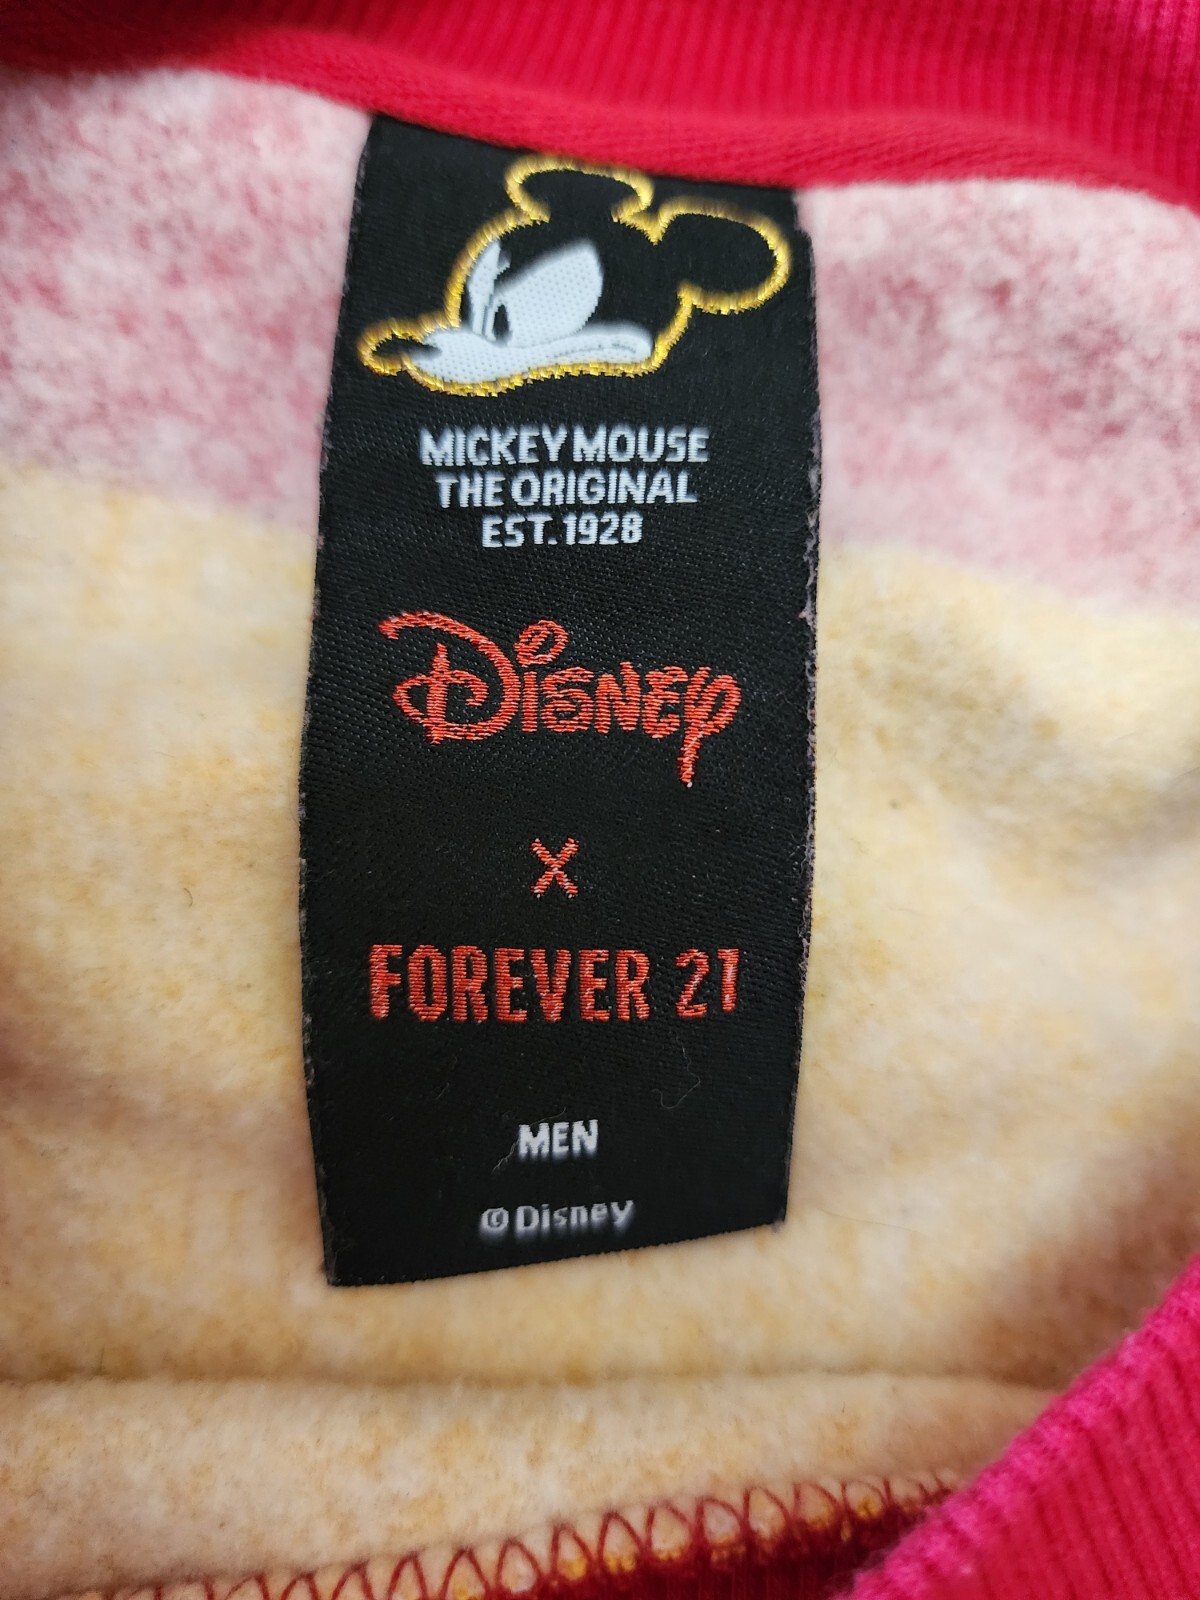 MICKEY MOUSE
THE ORIGINAL
EST. 1928
Disney
X
FOREVER 21
MEN
© Disney